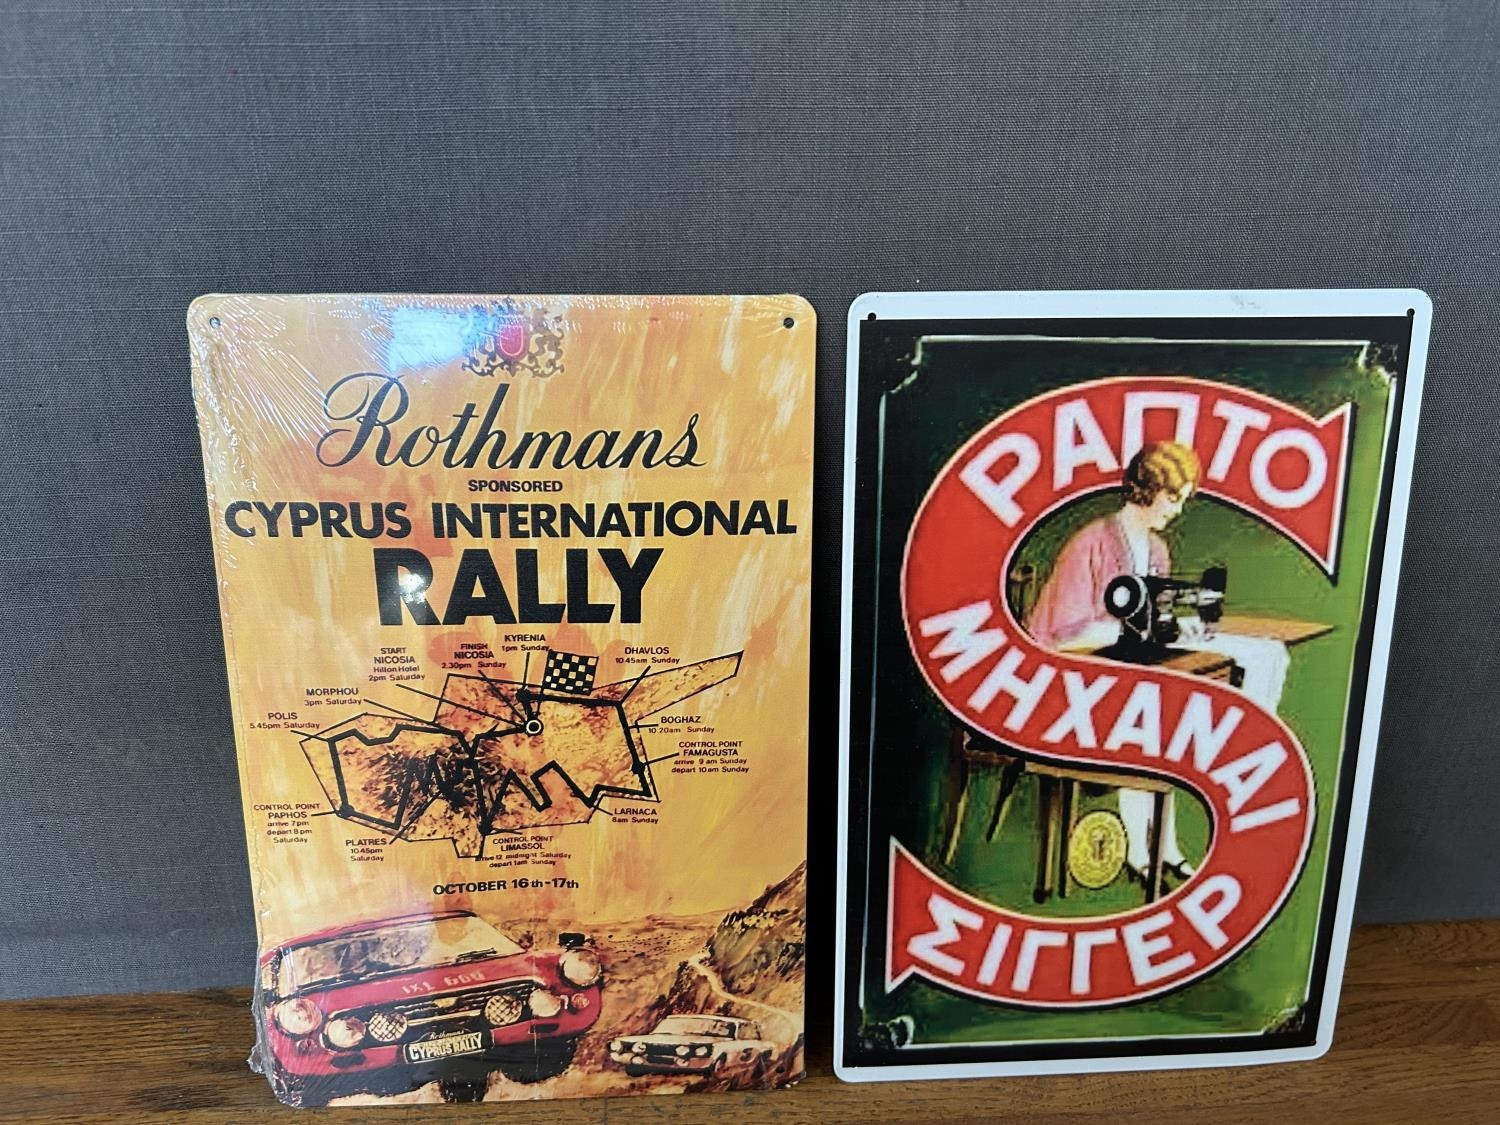 Rothmans
SPONSORED
CYPRUS INTERNATIONAL
RALLY
KYRENIA
1pm Sunday
START
NICOSIA
Hilton Hotel
2pm Saturday
FINISH
NICOSIA
2.30pm Sunday
DHAVLOS
10 45am Sunday
MORPHOU
3pm Saturday
POLIS
5.45pm Saturday
BOGHAZ
10.20am Sunday
CONTROL POINT
FAMAGUSTA
arrive 9 am Sunday
depart 10am Sunday
CONTROL POINT
PAPHOS
arrive 7pm
depart 8pm
Saturday
LARNACA
6am Sunday
PLATRES
10 45pm
Saturday
CONTROL POINT
LIMASSOL
arrive 12 midnight Saturday
depart 1am Sunday
OCTOBER 16th-17th
Rothmans
CYPRUS RALLY
ΡΑΠΤΟ
ΜΗΧΑΝΑΙ
ΣΙΓΓΕΡ